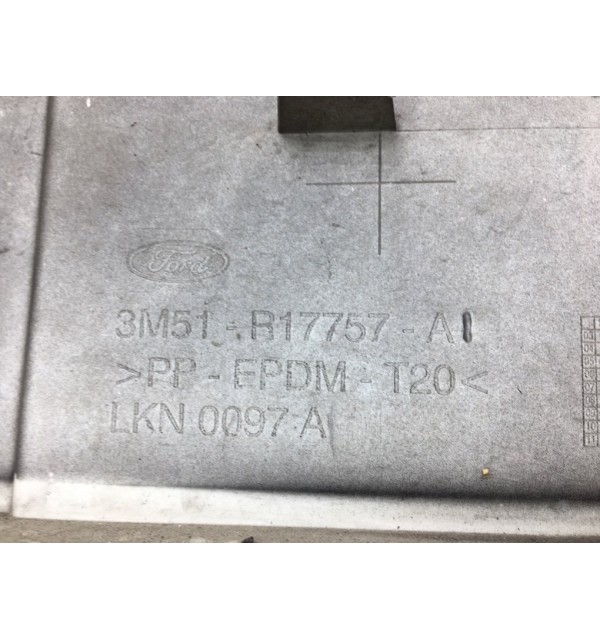 Ford
3M51-R17757-A
>PP-EPDM-T20<
LKN 0097 A